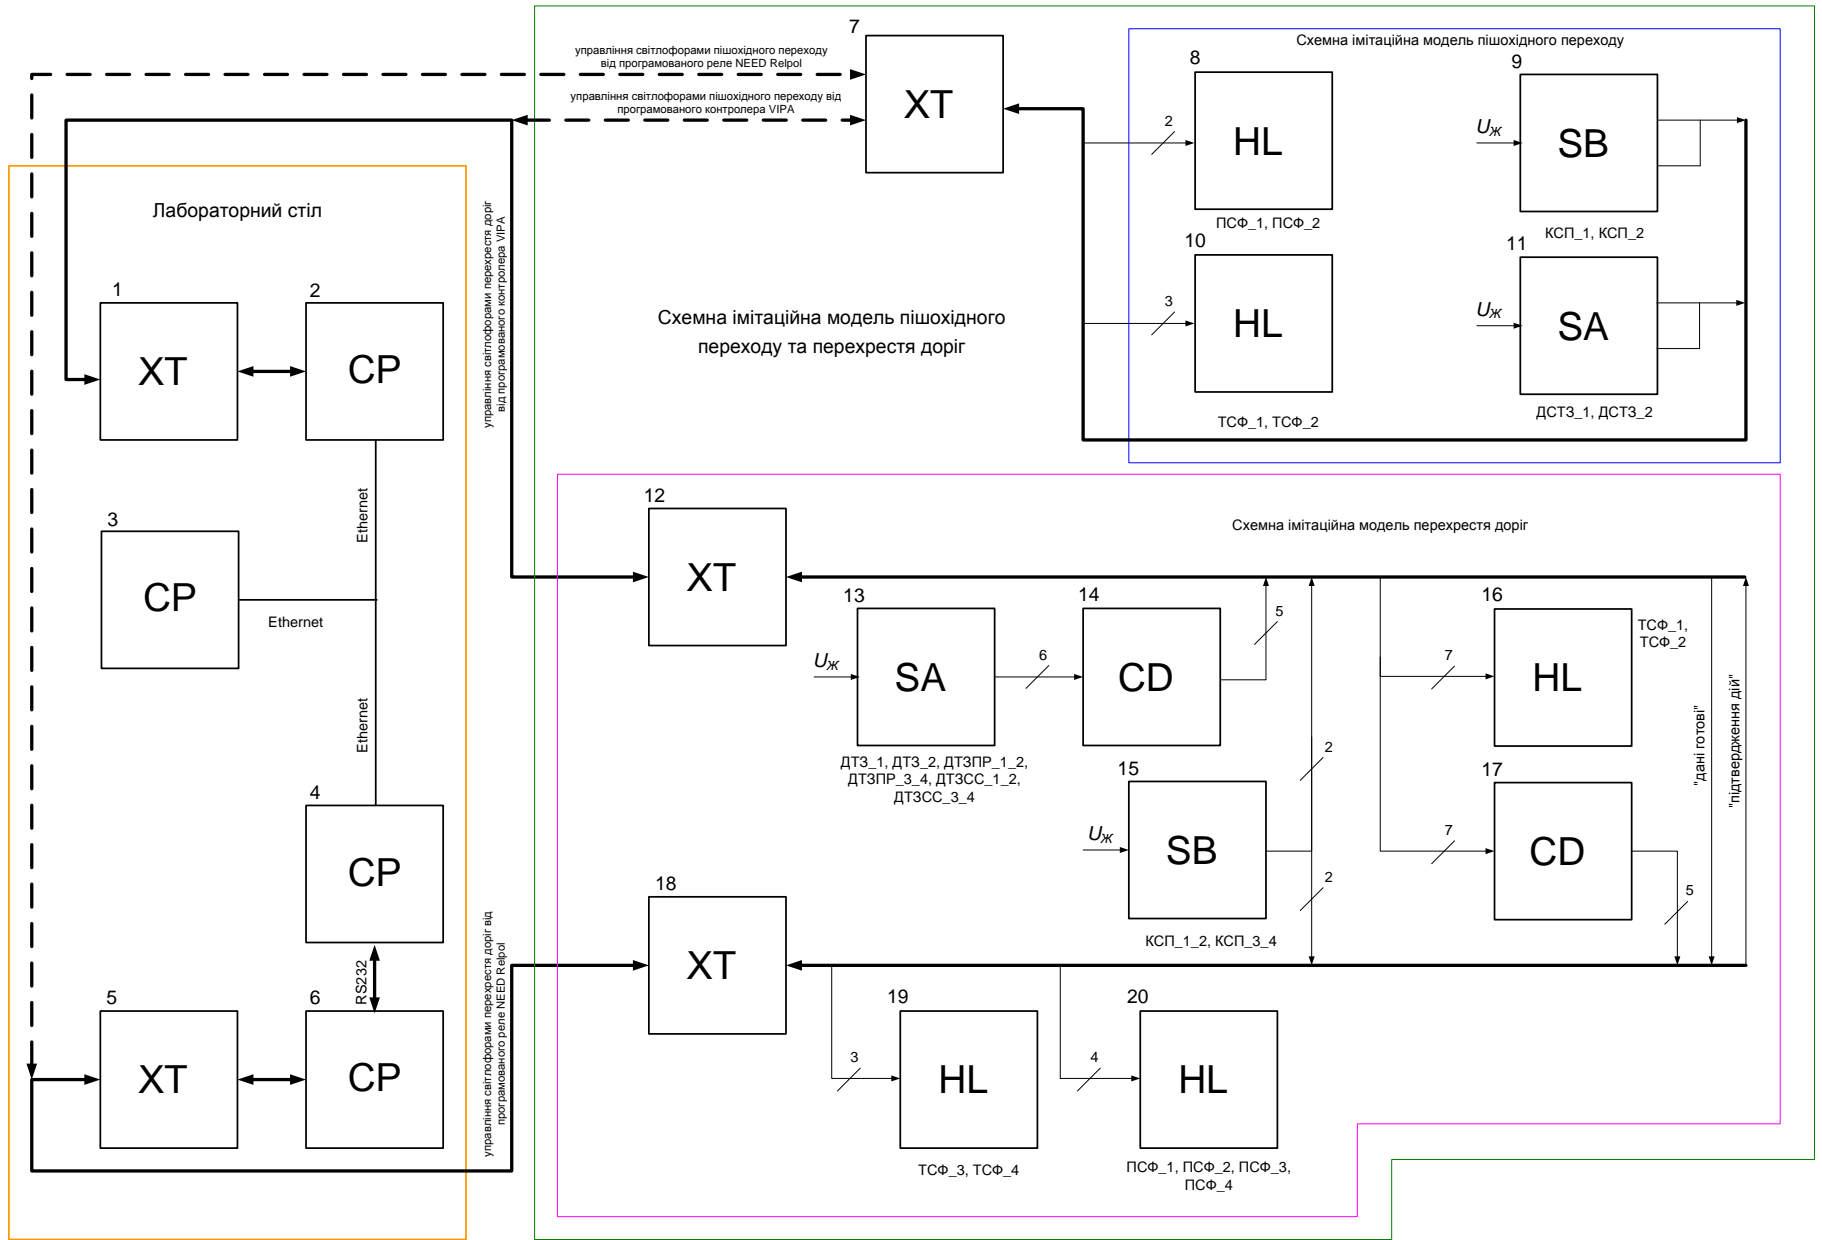 7
управління світлофорами пішохідного переходу
від програмованого реле NEED Relpol
управління світлофорами пішохідного переходу від
програмованого контролера VIPA
XT
Схемна імітаційна модель пішохідного переходу
8
HL
2
ПСФ_1, ПСФ_2
9
Uж
SB
КСП_1, КСП_2
10
HL
3
ТСФ_1, ТСФ_2
11
Uж
SA
ДСТЗ_1, ДСТЗ_2
Схемна імітаційна модель пішохідного
переходу та перехрестя доріг
Лабораторний стіл
управління світлофорами перехрестя доріг
від програмованого контролера VIPA
1
XT
2
CP
Ethernet
3
CP
Ethernet
Ethernet
4
CP
RS232
5
XT
6
CP
управління світлофорами перехрестя доріг від
програмованого реле NEED Relpol
Схемна імітаційна модель перехрестя доріг
12
XT
13
Uж
SA
ДТЗ_1, ДТЗ_2, ДТЗПР_1_2,
ДТЗПР_3_4, ДТЗСС_1_2,
ДТЗСС_3_4
6
14
CD
5
15
Uж
SB
КСП_1_2, КСП_3_4
2
2
16
7
HL
ТСФ_1,
ТСФ_2
17
7
CD
5
"дані готові"
"підтвердження дій"
18
XT
19
3
HL
ТСФ_3, ТСФ_4
20
4
HL
ПСФ_1, ПСФ_2, ПСФ_3,
ПСФ_4